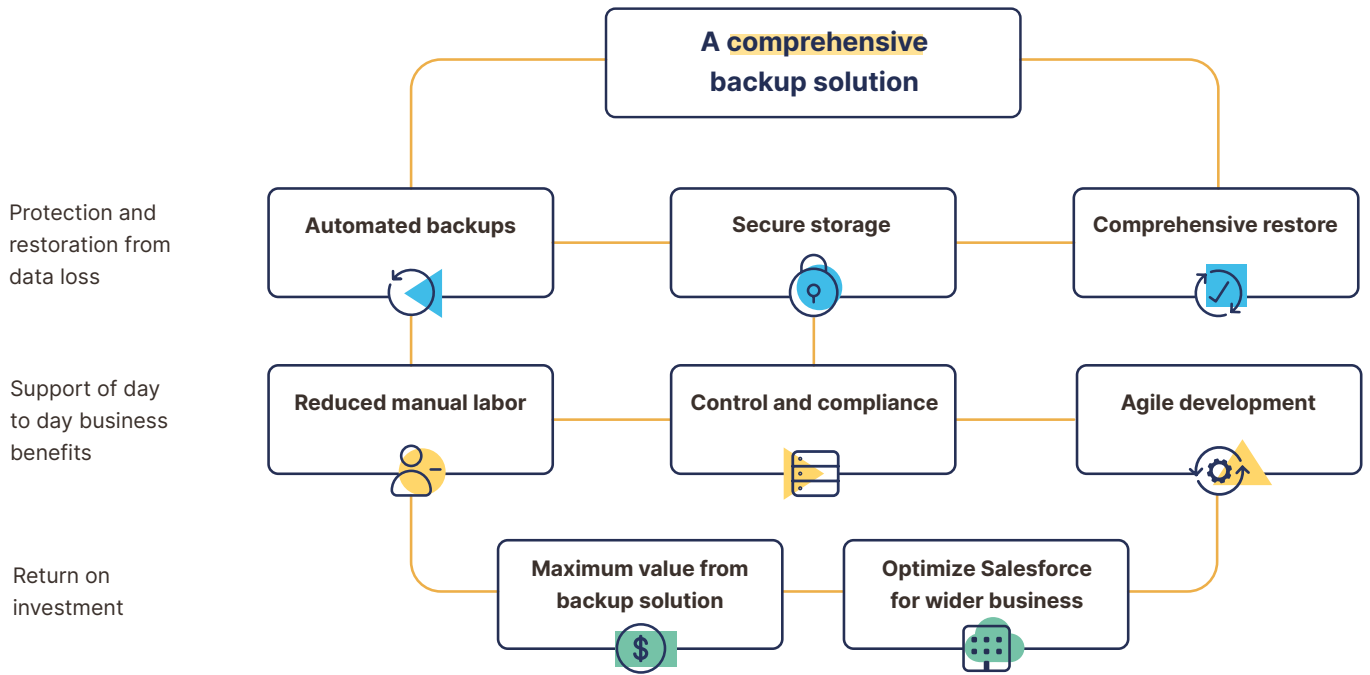 A comprehensive
backup solution
Protection and
restoration from
data loss
Automated backups
Secure storage
Comprehensive restore
Support of day
to day business
benefits
Reduced manual labor
Control and compliance
Agile development
Return on
investment
Maximum value from
backup solution
Optimize Salesforce
for wider business
$